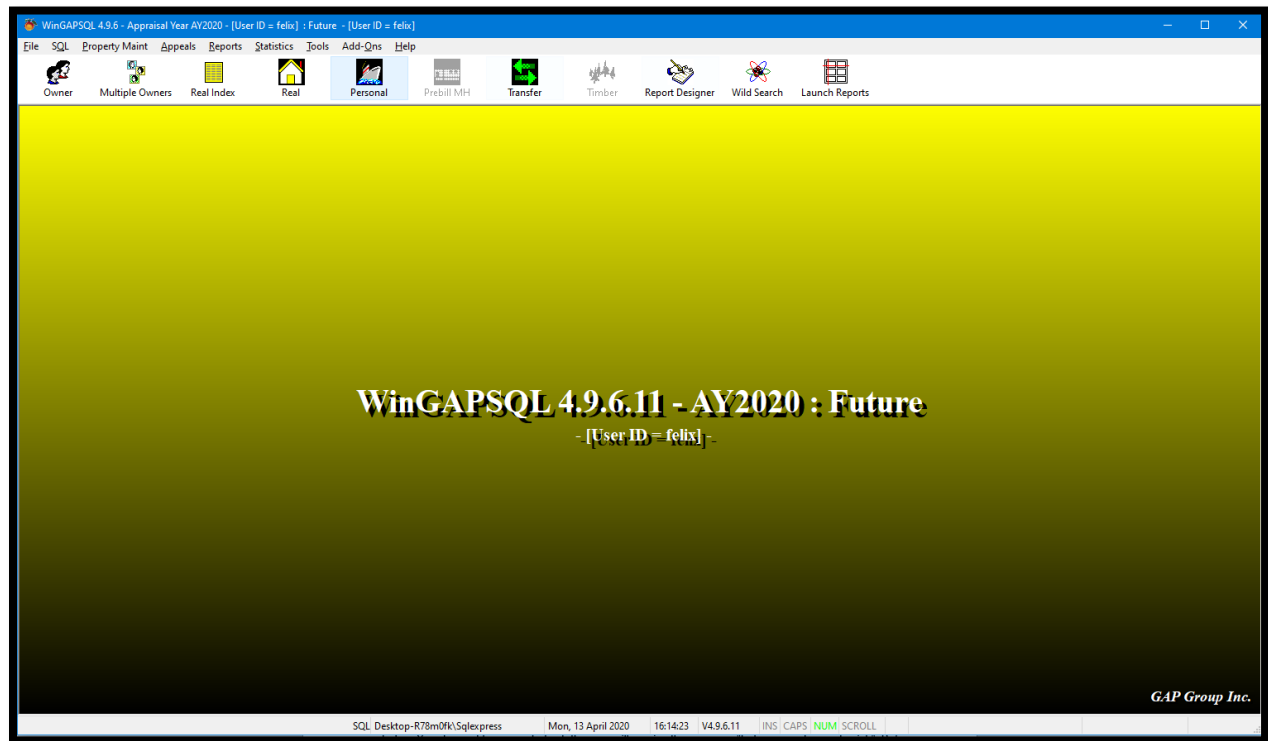 WinGAPSQL 4.9.6 - Appraisal Year AY2020 - [User ID = felix] : Future - [User ID = felix]
File SQL Property Maint Appeals Reports Statistics Tools Add-Ons Help
Owner Multiple Owners Real Index Real Personal Prebill MH Transfer Timber Report Designer Wild Search Launch Reports
WinGAPSQL 4.9.6.11 - AY2020 : Future
- [User ID = felix] -
GAP Group Inc.
SQL Desktop-R78m0fk\Sqlexpress Mon, 13 April 2020 16:14:23 V4.9.6.11 INS CAPS NUM SCROLL